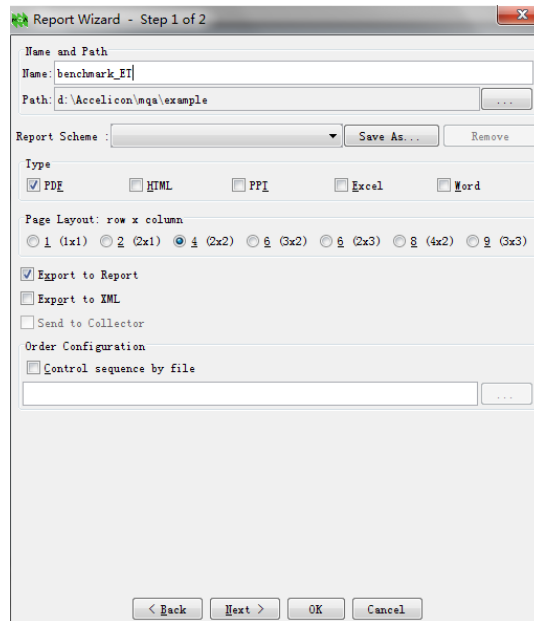 Report Wizard - Step 1 of 2
Name and Path
Name: benchmark_EI
Path: d:\Accelicon\mqa\example ...
Report Scheme : Save As... Remove
Type
PDF HTML PPT Excel Word
Page Layout: row x column
1 (1x1) 2 (2x1) 4 (2x2) 6 (3x2) 6 (2x3) 8 (4x2) 9 (3x3)
Export to Report
Export to XML
Send to Collector
Order Configuration
Control sequence by file
...
< Back Next > OK Cancel